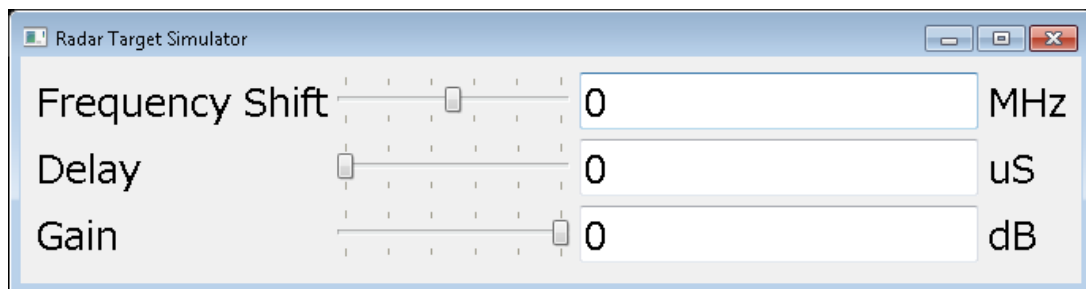 Radar Target Simulator
Frequency Shift 0 MHz
Delay 0 uS
Gain 0 dB